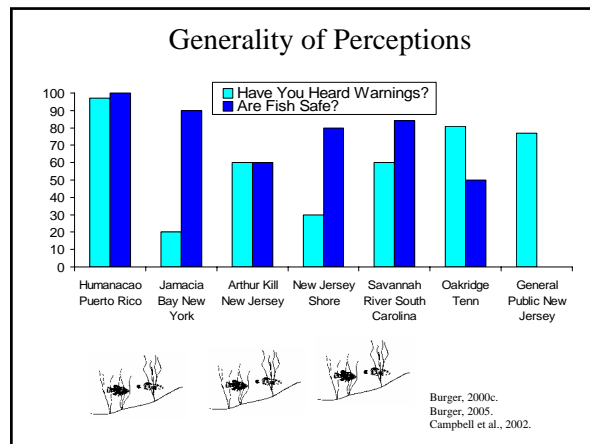 Generality of Perceptions
Have You Heard Warnings?
Are Fish Safe?
100
90
80
70
60
50
40
30
20
10
0
Humanacao
Puerto Rico
Jamacia
Bay New
York
Arthur Kill
New Jersey
New Jersey
Shore
Savannah
River South
Carolina
Oakridge
Tenn
General
Public New
Jersey
Burger, 2000c.
Burger, 2005.
Campbell et al., 2002.